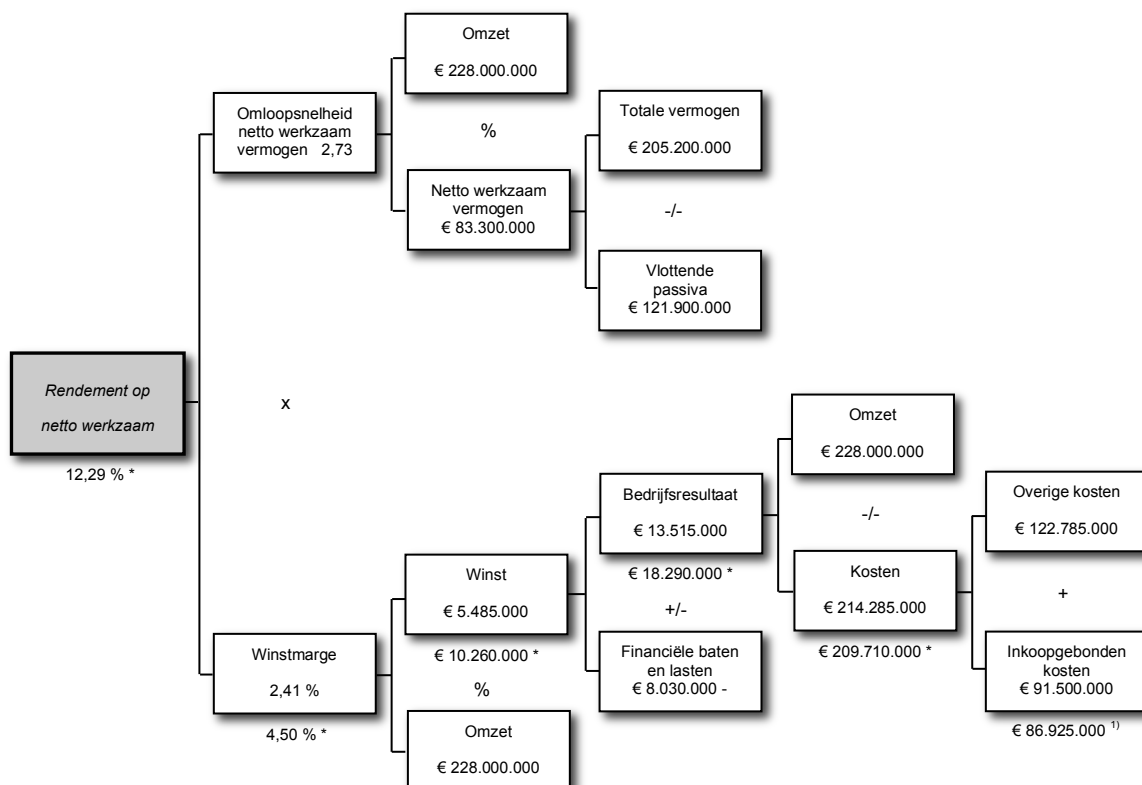 Omzet
€ 228.000.000
Omloopsnelheid
netto werkzaam
vermogen 2,73
%
Totale vermogen
€ 205.200.000
Netto werkzaam
vermogen
€ 83.300.000
-/-
Vlottende
passiva
€ 121.900.000
Rendement op
netto werkzaam
12,29 % *
x
Omzet
€ 228.000.000
Bedrijfsresultaat
€ 13.515.000
€ 18.290.000 *
-/-
Overige kosten
€ 122.785.000
Winst
€ 5.485.000
€ 10.260.000 *
+/-
Kosten
€ 214.285.000
€ 209.710.000 *
+
Winstmarge
2,41 %
4,50 % *
%
Financiële baten
en lasten
€ 8.030.000 -
Inkoopgebonden
kosten
€ 91.500.000
€ 86.925.000 1)
Omzet
€ 228.000.000